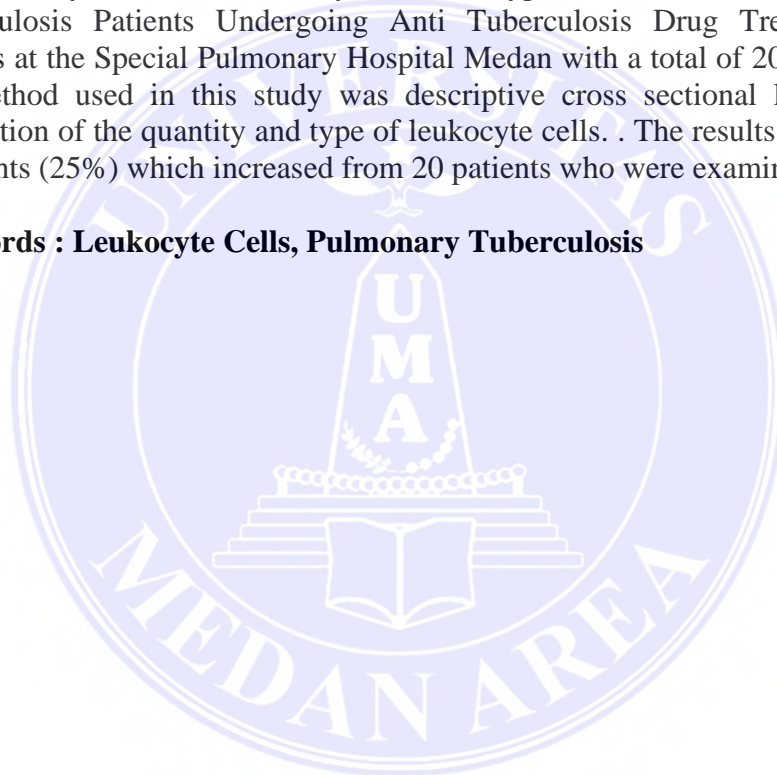 ulosis Patients Undergoing Anti Tuberculosis Drug Tre
s at the Special Pulmonary Hospital Medan with a total of 20
ethod used in this study was descriptive cross sectional
tion of the quantity and type of leukocyte cells. . The results
nts (25%) which increased from 20 patients who were examin
rds : Leukocyte Cells, Pulmonary Tuberculosis
UNIVERSITAS
U
M
A
MEDAN AREA